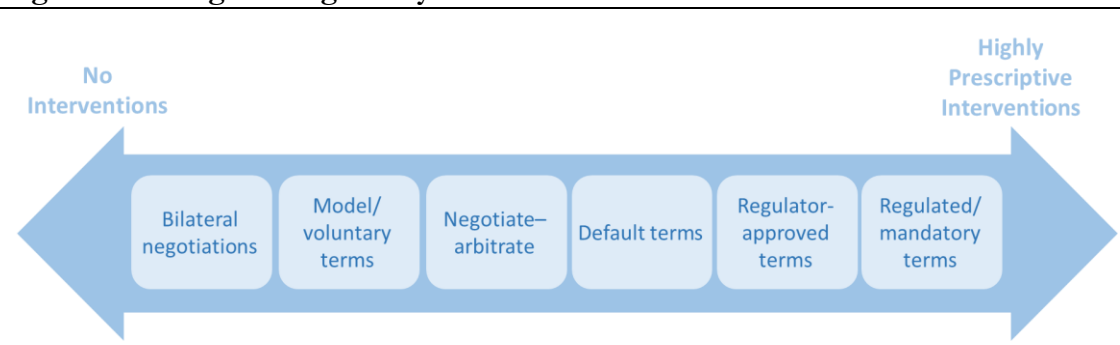 No
Interventions
Highly
Prescriptive
Interventions
Bilateral
negotiations
Model/
voluntary
terms
Negotiate–
arbitrate
Default terms
Regulator-
approved
terms
Regulated/
mandatory
terms